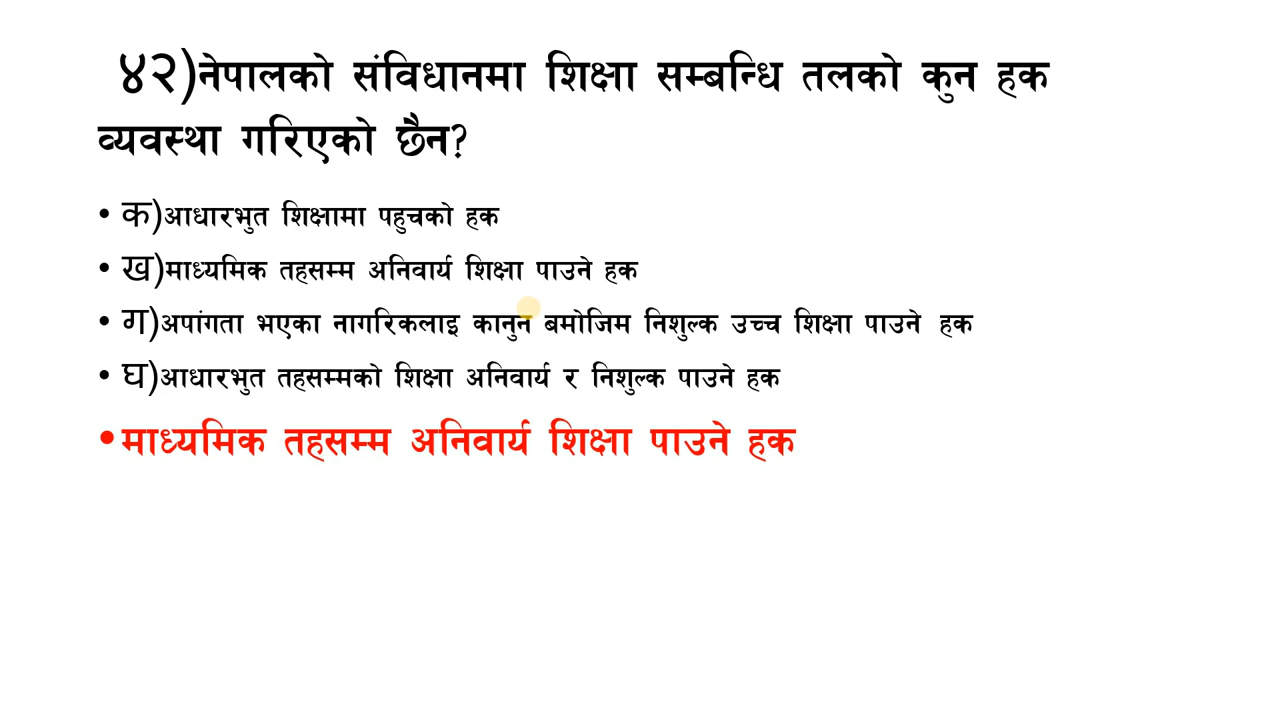 ४२)नेपालको संविधानमा शिक्षा सम्बन्धि तलको कुन हक
व्यवस्था गरिएको छैन?
• क)आधारभुत शिक्षामा पहुचको हक
• ख)माध्यमिक तहसम्म अनिवार्य शिक्षा पाउने हक
• ग)अपांगता भएका नागरिकलाइ कानुन बमोजिम निशुल्क उच्च शिक्षा पाउने हक
• घ)आधारभुत तहसम्मको शिक्षा अनिवार्य र निशुल्क पाउने हक
• माध्यमिक तहसम्म अनिवार्य शिक्षा पाउने हक